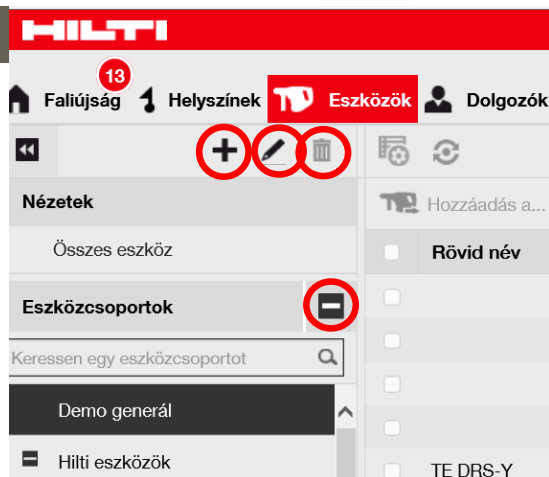 HILTI
13
Faliújság Helyszínek Eszközök Dolgozók
Nézetek
Hozzáadás a...
Összes eszköz
Rövid név
Eszközcsoportok
Keressen egy eszközcsoportot
Demo generál
Hilti eszközök
TE DRS-Y